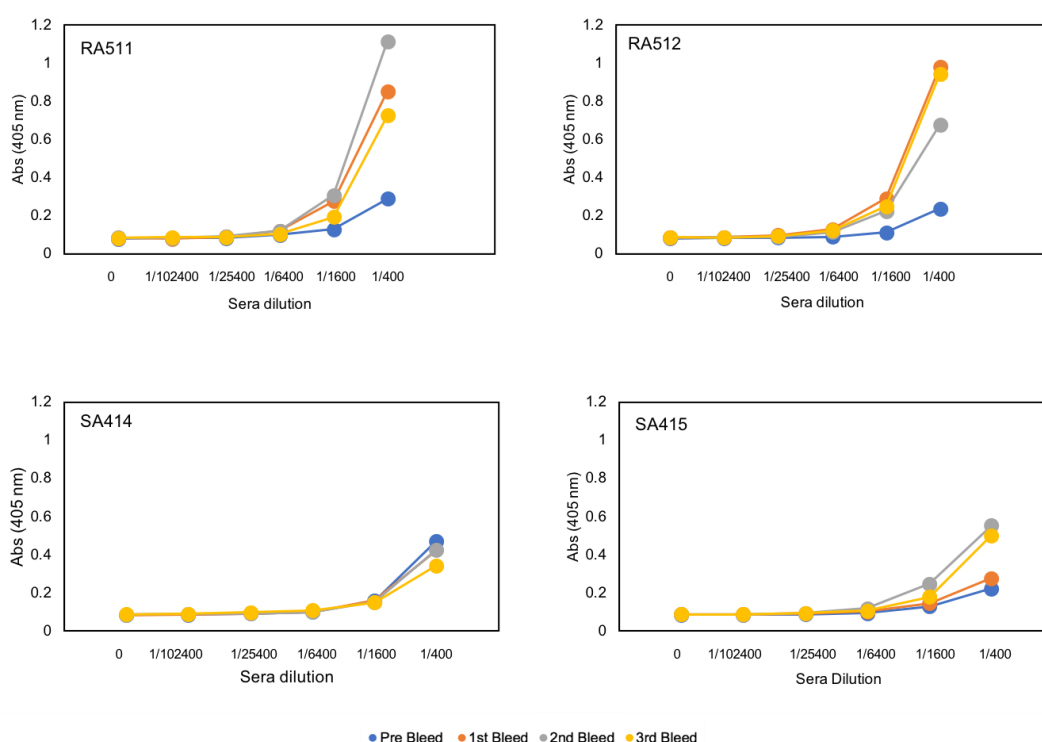 RA511
1.2
1
0.8
0.6
0.4
0.2
0
Abs (405 nm)
0 1/102400 1/25400 1/6400 1/1600 1/400
Sera dilution
RA512
1.2
1
0.8
0.6
0.4
0.2
0
Abs (405 nm)
0 1/102400 1/25400 1/6400 1/1600 1/400
Sera dilution
SA414
1.2
1
0.8
0.6
0.4
0.2
0
Abs (405 nm)
0 1/102400 1/25400 1/6400 1/1600 1/400
Sera dilution
SA415
1.2
1
0.8
0.6
0.4
0.2
0
Abs (405 nm)
0 1/102400 1/25400 1/6400 1/1600 1/400
Sera Dilution
Pre Bleed 1st Bleed 2nd Bleed 3rd Bleed